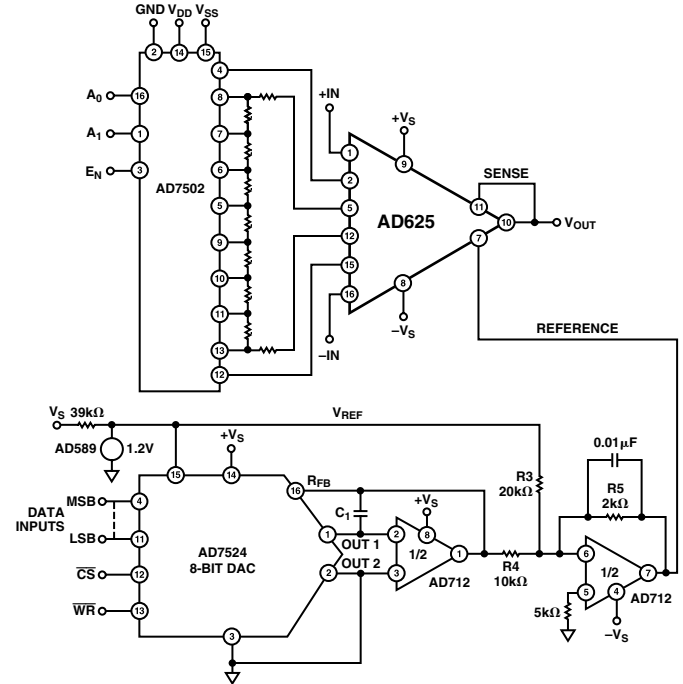 GND V_DD V_SS
2 14 15
A_0 16
A_1 1
E_N 3
AD7502
4
8
7
6
5
9
10
11
13
12
+IN
–IN
+V_S
–V_S
1
2
5
12
15
16
9
8
AD625
SENSE
11
10
7
V_OUT
REFERENCE
V_S 39kΩ
V_REF
AD589 1.2V
+V_S
15
14
16
R_FB
DATA
INPUTS
MSB 4
LSB 11
CS 12
WR 13
AD7524
8-BIT DAC
3
1
OUT 1
2
OUT 2
C_1
+V_S
2
3
8
1/2
1
AD712
R3
20kΩ
R4
10kΩ
0.01µF
R5
2kΩ
6
5
1/2
7
4
AD712
5kΩ
–V_S